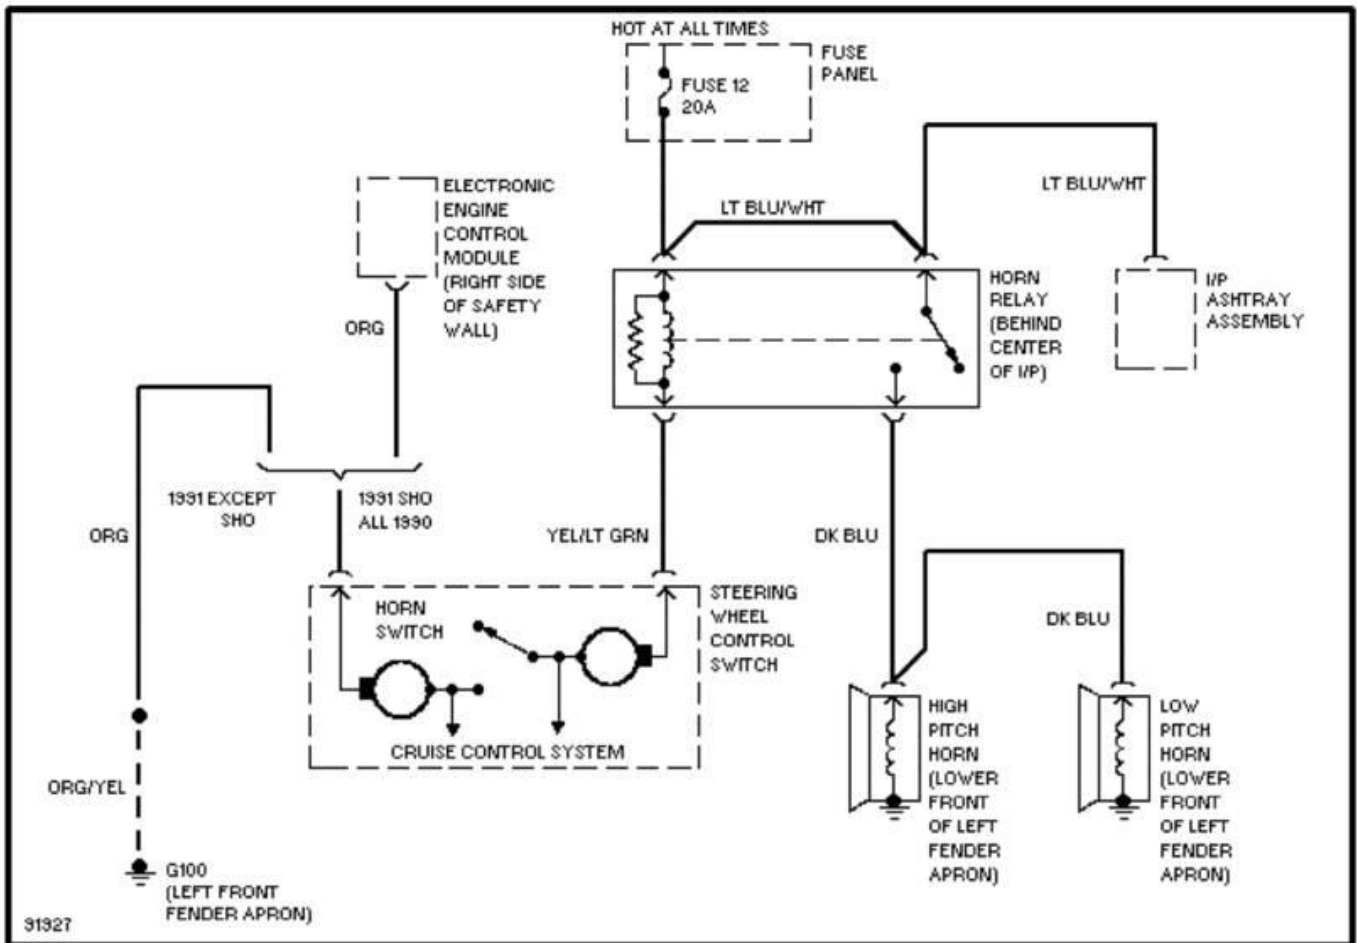 HOT AT ALL TIMES
FUSE
PANEL
FUSE 12
20A
LT BLU/WHT
LT BLU/WHT
ELECTRONIC
ENGINE
CONTROL
MODULE
(RIGHT SIDE
OF SAFETY
WALL)
ORG
HORN
RELAY
(BEHIND
CENTER
OF I/P)
I/P
ASHTRAY
ASSEMBLY
1991 EXCEPT
SHO
1991 SHO
ALL 1990
ORG
YEL/LT GRN
DK BLU
HORN
SWITCH
STEERING
WHEEL
CONTROL
SWITCH
DK BLU
CRUISE CONTROL SYSTEM
HIGH
PITCH
HORN
(LOWER
FRONT
OF LEFT
FENDER
APRON)
LOW
PITCH
HORN
(LOWER
FRONT
OF LEFT
FENDER
APRON)
ORG/YEL
G100
(LEFT FRONT
FENDER APRON)
91927